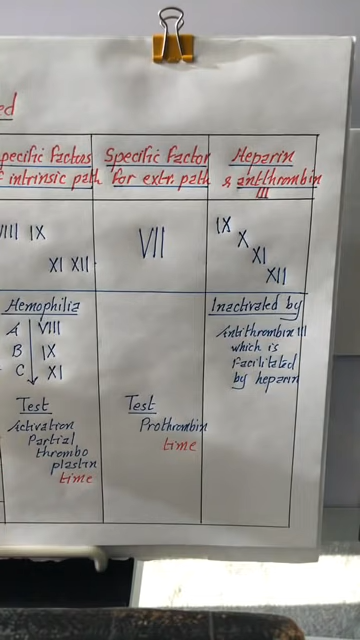 ed
pecific factors
intrinsic path
Specific Factor
for extr. path
Heparin
& antithrombin
III
VIII IX
XI XII
VII
IX
X
XI
XII
Hemophilia
A VIII
B IX
C XI
Test
Activation
Partial
thrombo
plastin
time
Test
Prothrombin
time
Inactivated by
Antithrombin III
which is
facilitated
by heparin